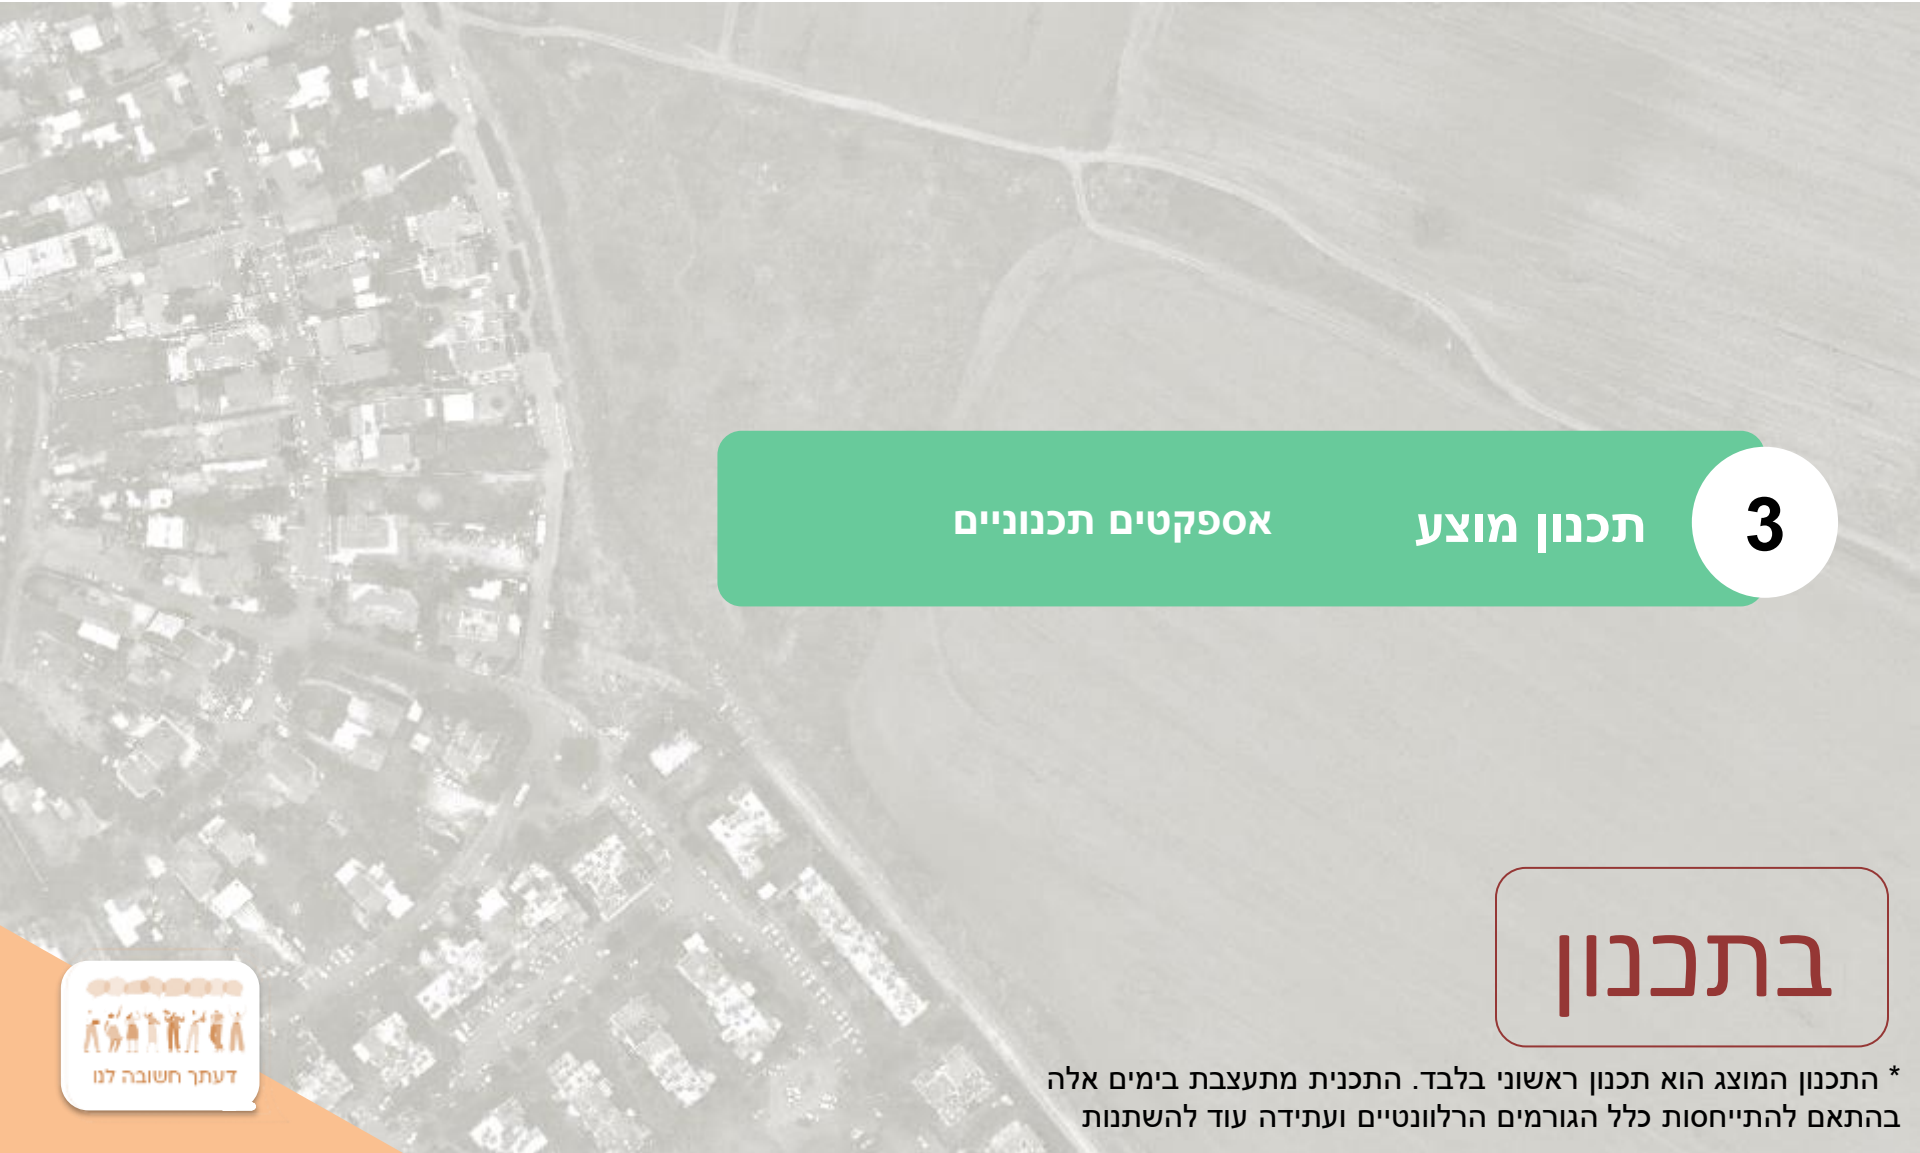 3
תכנון מוצע
אספקטים תכנוניים
בתכנון
* התכנון המוצג הוא תכנון ראשוני בלבד. התכנית מתעצבת בימים אלה
בהתאם להתייחסות כלל הגורמים הרלוונטיים ועתידה עוד להשתנות
דעתך חשובה לנו